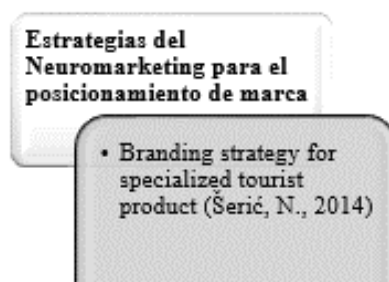 Estrategias del
Neuromarketing para el
posicionamiento de marca
• Branding strategy for
specialized tourist
product (Šerić, N., 2014)